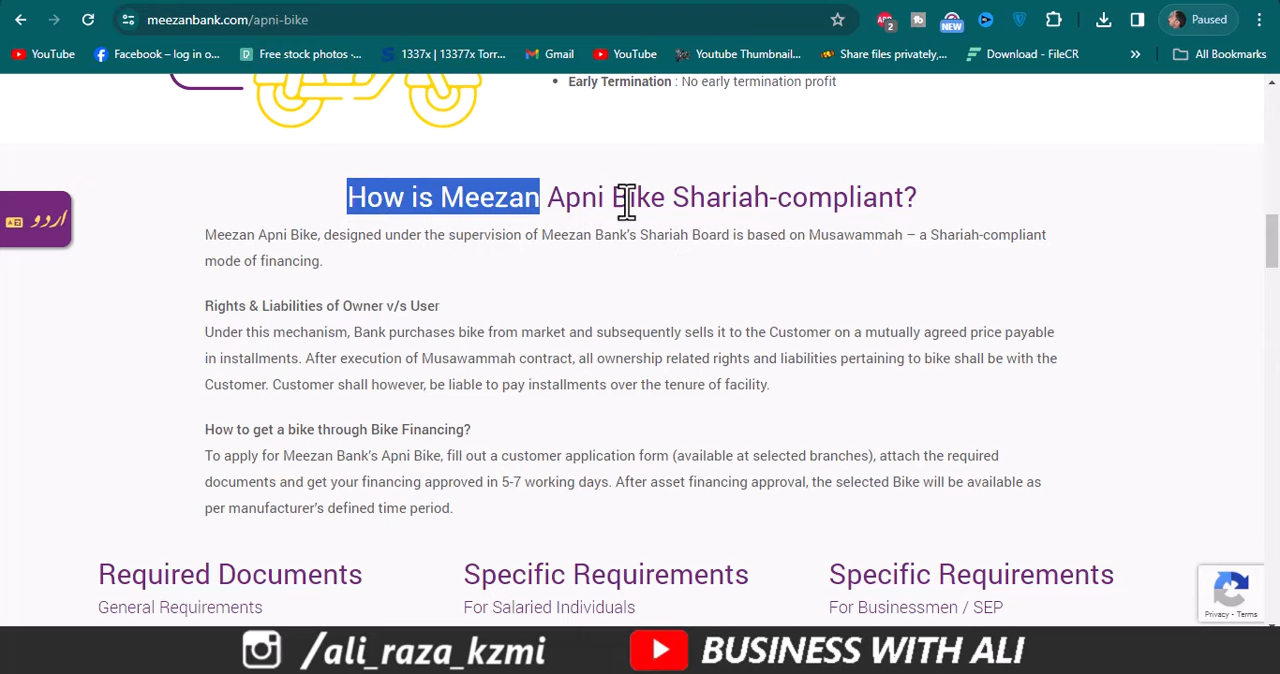 meezanbank.com/apni-bike
ABP
2
NEW
Paused
YouTube
Facebook – log in o...
Free stock photos -...
1337x | 13377x Torr...
Gmail
YouTube
Youtube Thumbnail...
Share files privately,...
Download - FileCR
»
All Bookmarks
• Early Termination : No early termination profit
اردو
How is Meezan Apni Bike Shariah-compliant?
Meezan Apni Bike, designed under the supervision of Meezan Bank's Shariah Board is based on Musawammah – a Shariah-compliant
mode of financing.
Rights & Liabilities of Owner v/s User
Under this mechanism, Bank purchases bike from market and subsequently sells it to the Customer on a mutually agreed price payable
in installments. After execution of Musawammah contract, all ownership related rights and liabilities pertaining to bike shall be with the
Customer. Customer shall however, be liable to pay installments over the tenure of facility.
How to get a bike through Bike Financing?
To apply for Meezan Bank's Apni Bike, fill out a customer application form (available at selected branches), attach the required
documents and get your financing approved in 5-7 working days. After asset financing approval, the selected Bike will be available as
per manufacturer's defined time period.
Required Documents
General Requirements
Specific Requirements
For Salaried Individuals
Specific Requirements
For Businessmen / SEP
Privacy - Terms
/ali_raza_kzmi
BUSINESS WITH ALI